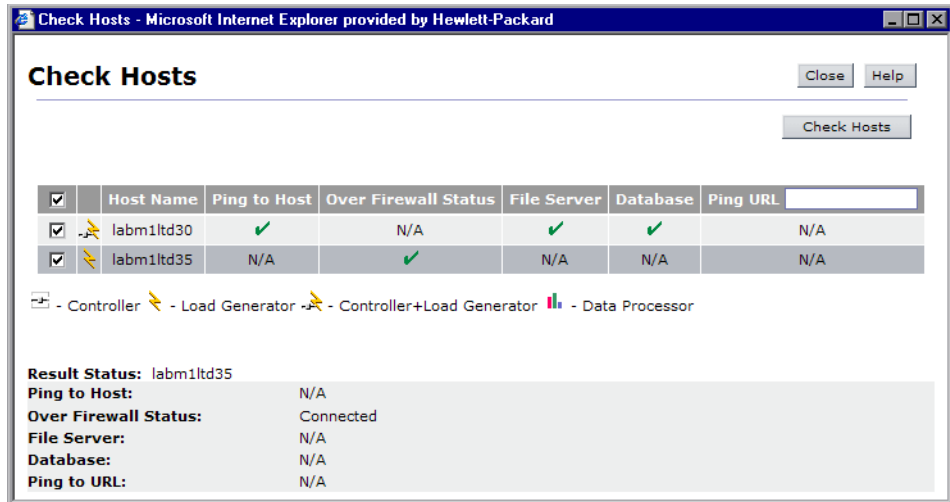 Check Hosts - Microsoft Internet Explorer provided by Hewlett-Packard
Check Hosts
Close Help
Check Hosts
Host Name Ping to Host Over Firewall Status File Server Database Ping URL
labm1ltd30 N/A N/A
labm1ltd35 N/A N/A N/A N/A
- Controller - Load Generator - Controller+Load Generator - Data Processor
Result Status: labm1ltd35
Ping to Host: N/A
Over Firewall Status: Connected
File Server: N/A
Database: N/A
Ping to URL: N/A